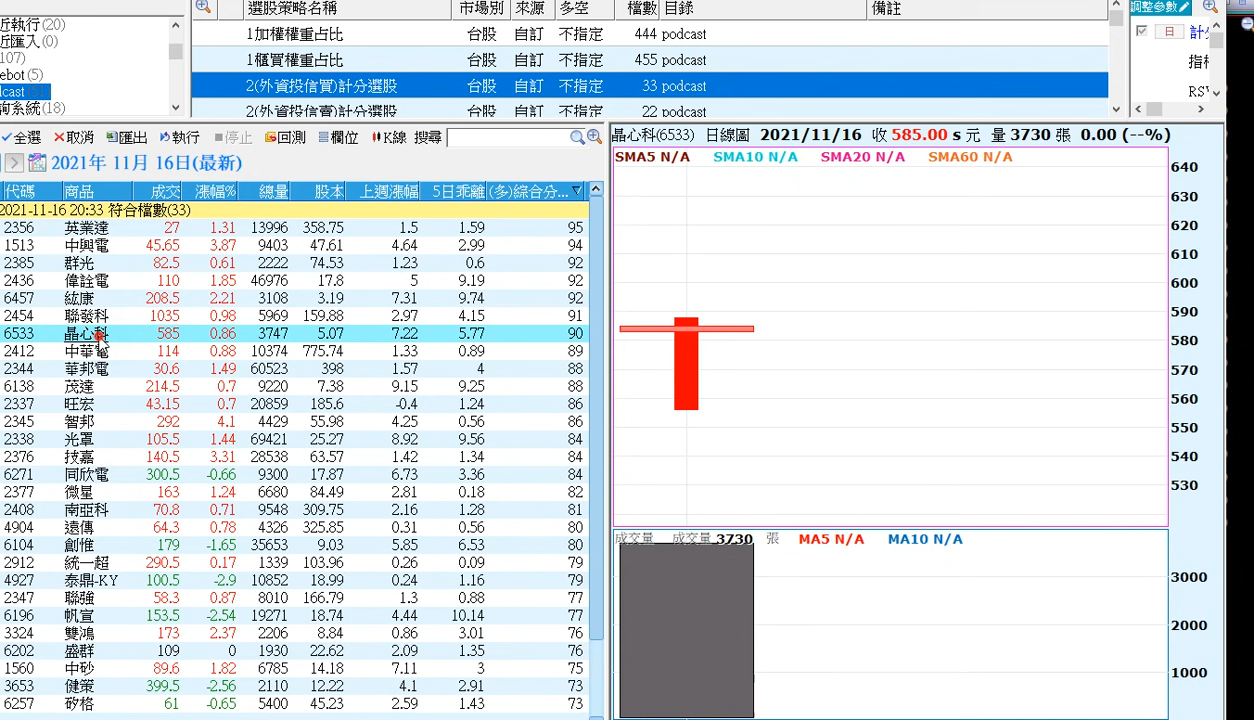 近執行(20)
近匯入(0)
107)
ebot(5)
dcast
詢系統(18)
選股策略名稱 市場別 來源 多空 檔數 目錄 備註
1加權權重占比 台股 自訂 不指定 444 podcast
1櫃買權重占比 台股 自訂 不指定 455 podcast
2(外資投信買)計分選股 台股 自訂 不指定 33 podcast
2(外資投信賣)計分選股 台股 自訂 不指定 22 podcast
調整參數
日
指標
RSV
全選 取消 匯出 執行 停止 回測 欄位 K線 搜尋
2021年 11月 16日(最新)
代碼 商品 成交 漲幅% 總量 股本 上週漲幅 5日乖離 (多)綜合分...
2021-11-16 20:33 符合檔數(33)
2356 英業達 27 1.31 13996 358.75 1.5 1.59 95
1513 中興電 45.65 3.87 9403 47.61 4.64 2.99 94
2385 群光 82.5 0.61 2222 74.53 1.23 0.6 92
2436 偉詮電 110 1.85 46976 17.8 5 9.19 92
6457 紘康 208.5 2.21 3108 3.19 7.31 9.74 92
2454 聯發科 1035 0.98 5969 159.88 2.97 4.15 91
6533 晶心科 585 0.86 3747 5.07 7.22 5.77 90
2412 中華電 114 0.88 10374 775.74 1.33 0.89 89
2344 華邦電 30.6 1.49 60523 398 1.57 4 88
6138 茂達 214.5 0.7 9220 7.38 9.15 9.25 88
2337 旺宏 43.15 0.7 20859 185.6 -0.4 1.24 86
2345 智邦 292 4.1 4429 55.98 4.25 0.56 86
2338 光罩 105.5 1.44 69421 25.27 8.92 9.56 84
2376 技嘉 140.5 3.31 28538 63.57 1.42 1.34 84
6271 同欣電 300.5 -0.66 9300 17.87 6.73 3.36 84
2377 微星 163 1.24 6680 84.49 2.81 0.18 82
2408 南亞科 70.8 0.71 9548 309.75 2.16 1.28 81
4904 遠傳 64.3 0.78 4326 325.85 0.31 0.56 80
6104 創惟 179 -1.65 35653 9.03 5.85 6.53 80
2912 統一超 290.5 0.17 1339 103.96 0.26 0.09 79
4927 泰鼎-KY 100.5 -2.9 10852 18.99 0.24 1.16 79
2347 聯強 58.3 0.87 8010 166.79 1.3 0.88 77
6196 帆宣 153.5 -2.54 19271 18.74 4.44 10.14 77
3324 雙鴻 173 2.37 2206 8.84 0.86 3.01 76
6202 盛群 109 0 1930 22.62 2.09 1.35 76
1560 中砂 89.6 1.82 6785 14.18 7.11 3 75
3653 健策 399.5 -2.56 2110 12.22 4.1 2.91 73
6257 矽格 61 -0.65 5400 45.23 2.59 1.43 73
晶心科(6533) 日線圖 2021/11/16 收 585.00 s 元 量 3730 張 0.00 (--%)
SMA5 N/A SMA10 N/A SMA20 N/A SMA60 N/A
640
630
620
610
600
590
580
570
560
550
540
530
成交量 成交量 3730 張 MA5 N/A MA10 N/A
3000
2000
1000